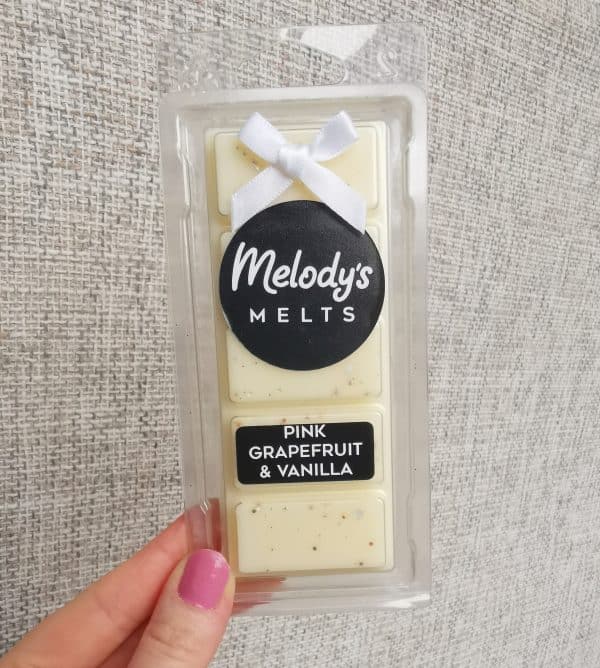 Melody's
MELTS
PINK
GRAPEFRUIT
& VANILLA